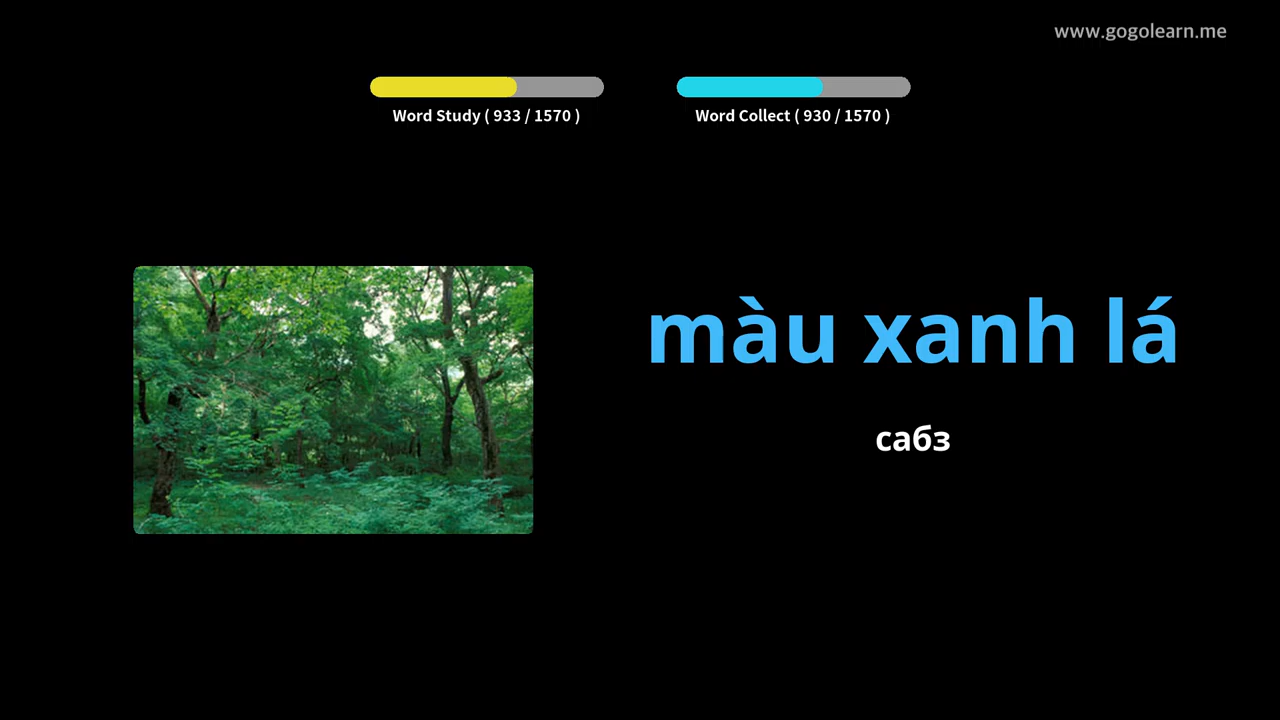 www.gogolearn.me
Word Study ( 933 / 1570 )
Word Collect ( 930 / 1570 )
màu xanh lá
сабз